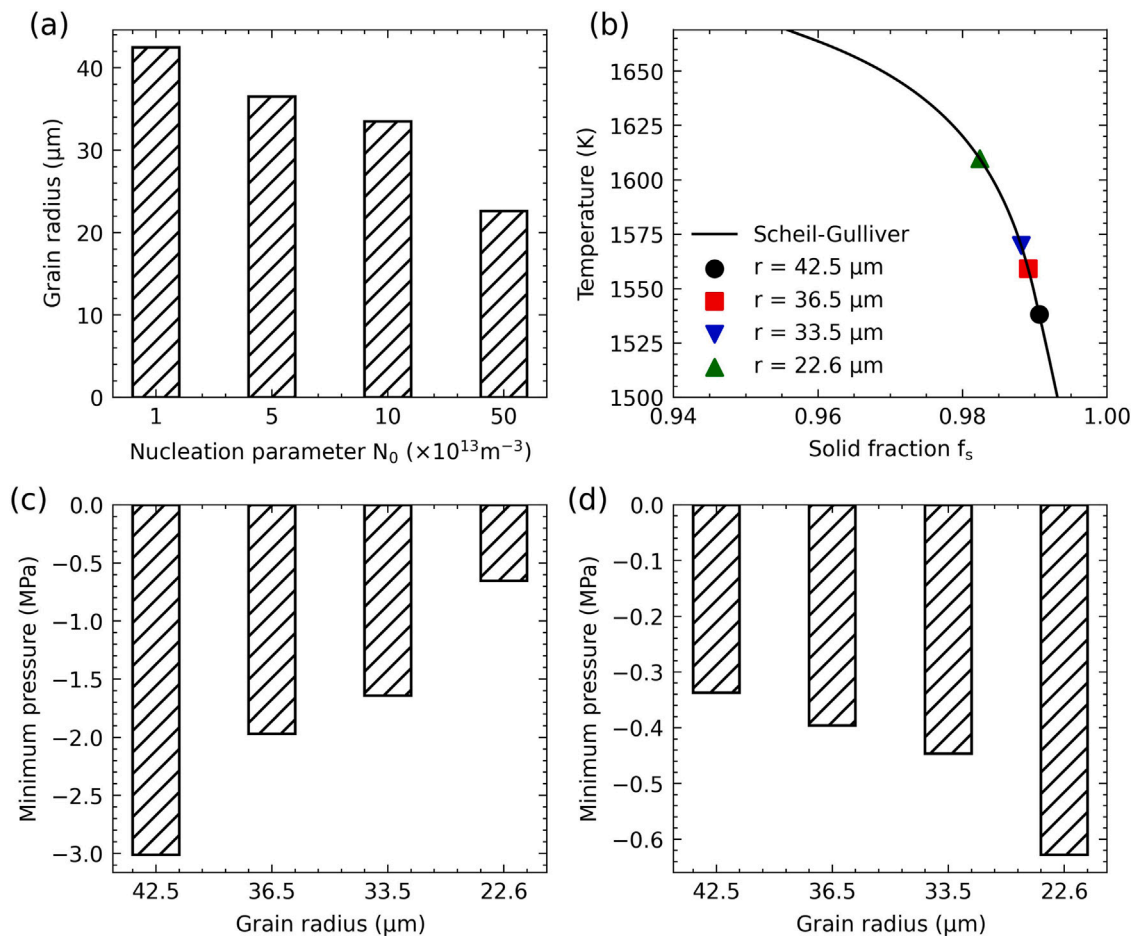 (a)
40
30
20
10
0
Grain radius (μm)
1 5 10 50
Nucleation parameter N₀ (×10¹³m⁻³)
(b)
1650
1625
1600
1575
1550
1525
1500
Temperature (K)
Scheil-Gulliver
r = 42.5 μm
r = 36.5 μm
r = 33.5 μm
r = 22.6 μm
0.94 0.96 0.98 1.00
Solid fraction fₛ
(c)
0.0
−0.5
−1.0
−1.5
−2.0
−2.5
−3.0
Minimum pressure (MPa)
42.5 36.5 33.5 22.6
Grain radius (μm)
(d)
0.0
−0.1
−0.2
−0.3
−0.4
−0.5
−0.6
Minimum pressure (MPa)
42.5 36.5 33.5 22.6
Grain radius (μm)